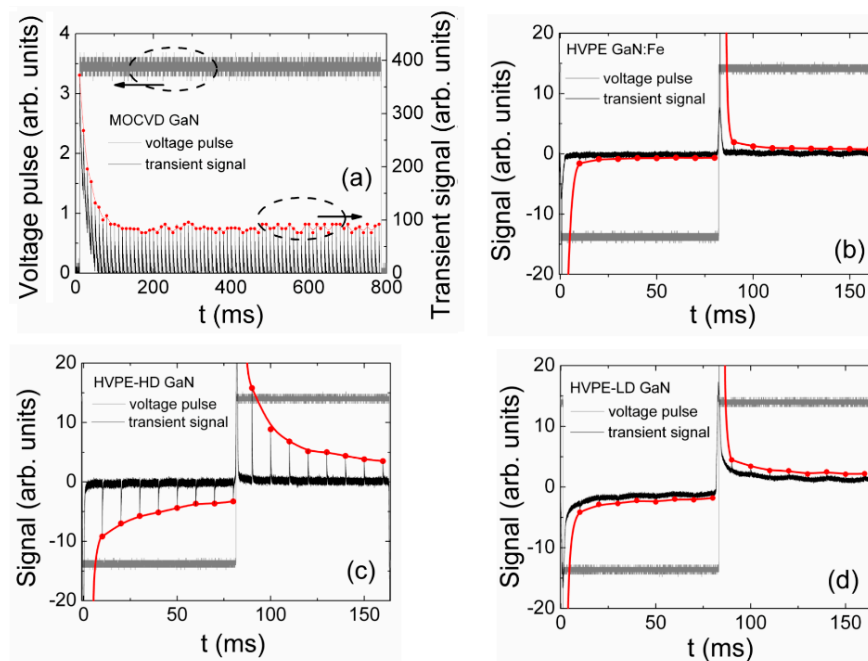 Voltage pulse (arb. units)
4
3
2
1
0
MOCVD GaN
voltage pulse
transient signal
(a)
400
300
200
100
0
Transient signal (arb. units)
0 200 400 600 800
t (ms)
Signal (arb. units)
20
10
0
-10
-20
HVPE GaN:Fe
voltage pulse
transient signal
(b)
0 50 100 150
t (ms)
Signal (arb. units)
20
10
0
-10
-20
HVPE-HD GaN
voltage pulse
transient signal
(c)
0 50 100 150
t (ms)
Signal (arb. units)
20
10
0
-10
-20
HVPE-LD GaN
voltage pulse
transient signal
(d)
0 50 100 150
t (ms)